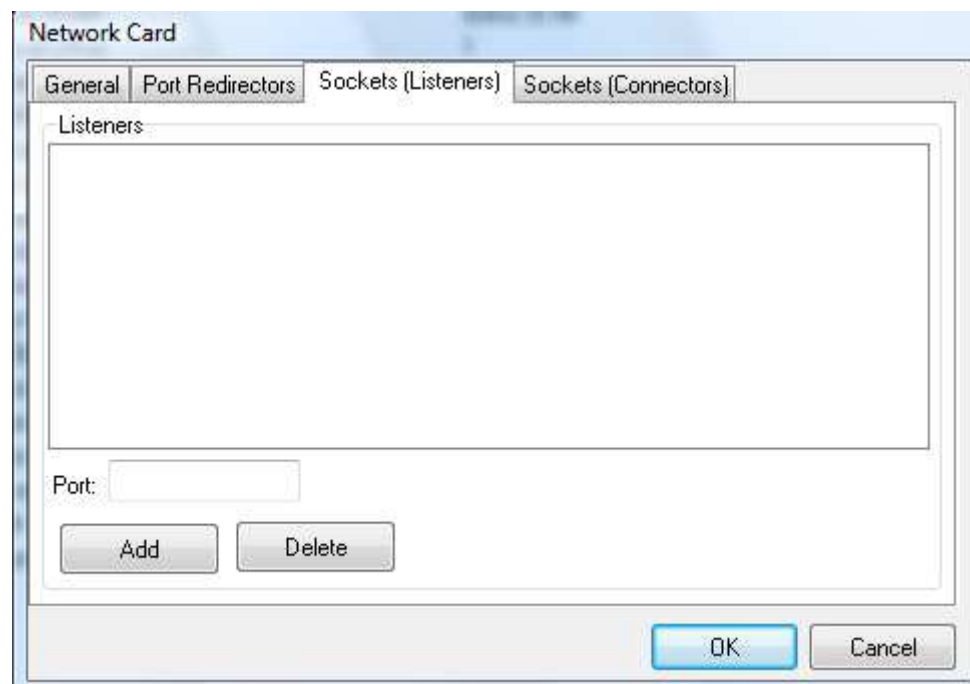 Network Card
General Port Redirectors Sockets (Listeners) Sockets (Connectors)
Listeners
Port:
Add Delete
OK Cancel